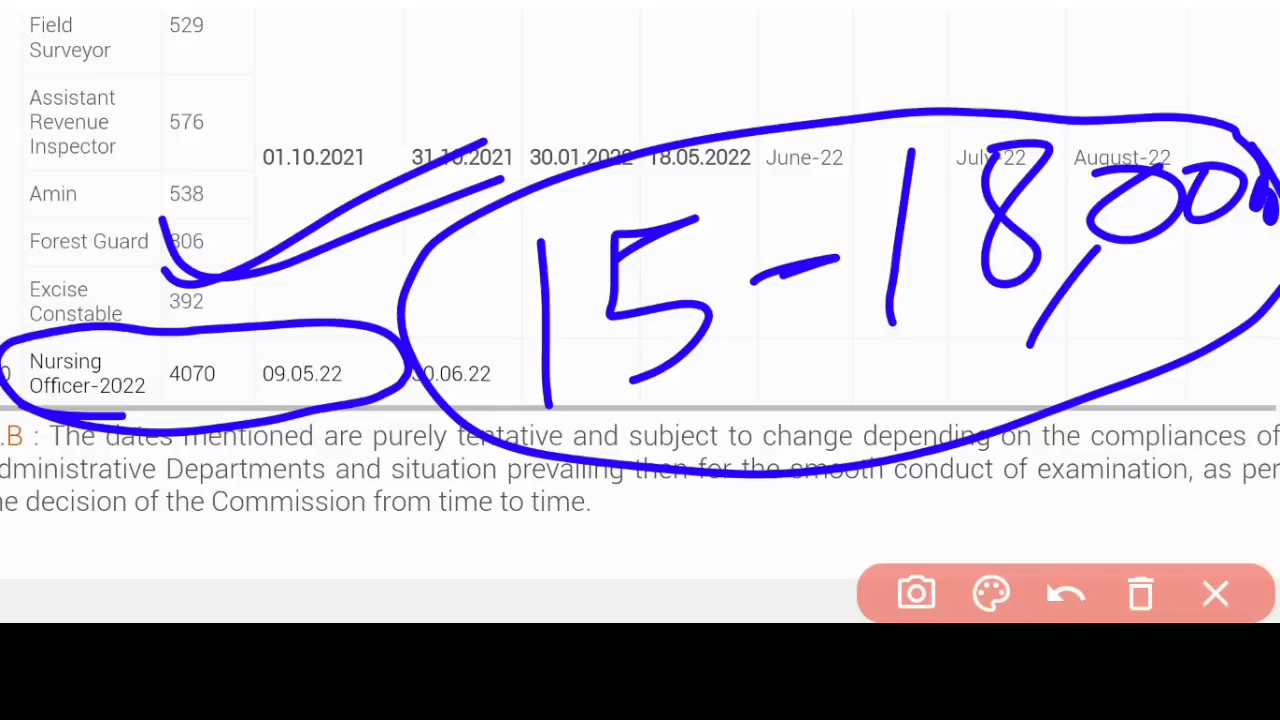 Field 529
Surveyor
Assistant
Revenue 576
Inspector
01.10.2021 31.10.2021 30.01.2022 18.05.2022 June-22 July-22 August-22
Amin 538
Forest Guard 806
Excise
Constable 392
15-18,000
Nursing
Officer-2022 4070 09.05.22 30.06.22
.B : The dates mentioned are purely tentative and subject to change depending on the compliances of
dministrative Departments and situation prevailing then for the smooth conduct of examination, as per
he decision of the Commission from time to time.